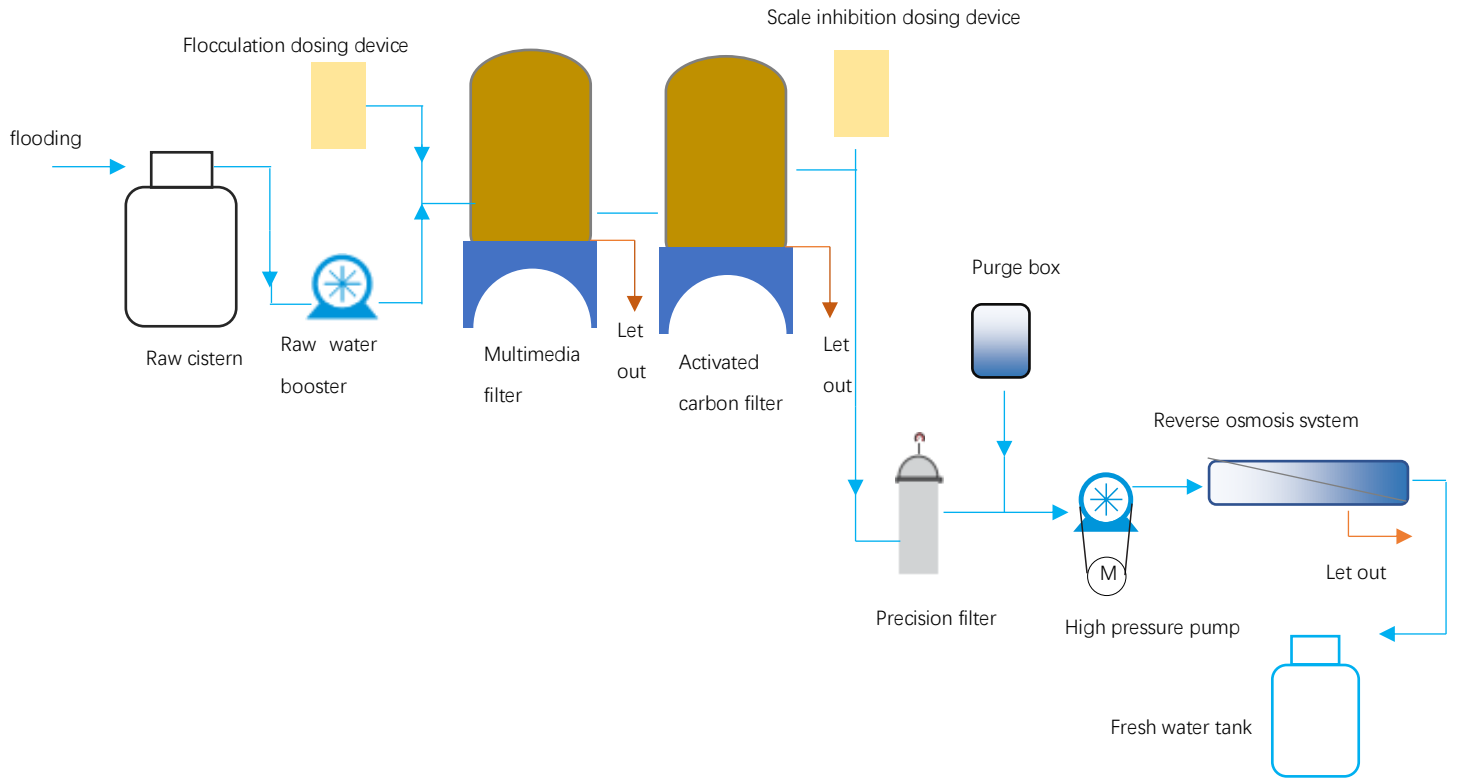 Scale inhibition dosing device
Flocculation dosing device
flooding
Raw cistern
Raw water
booster
Multimedia
filter
Let
out
Activated
carbon filter
Let
out
Purge box
Reverse osmosis system
Precision filter
M
High pressure pump
Let out
Fresh water tank